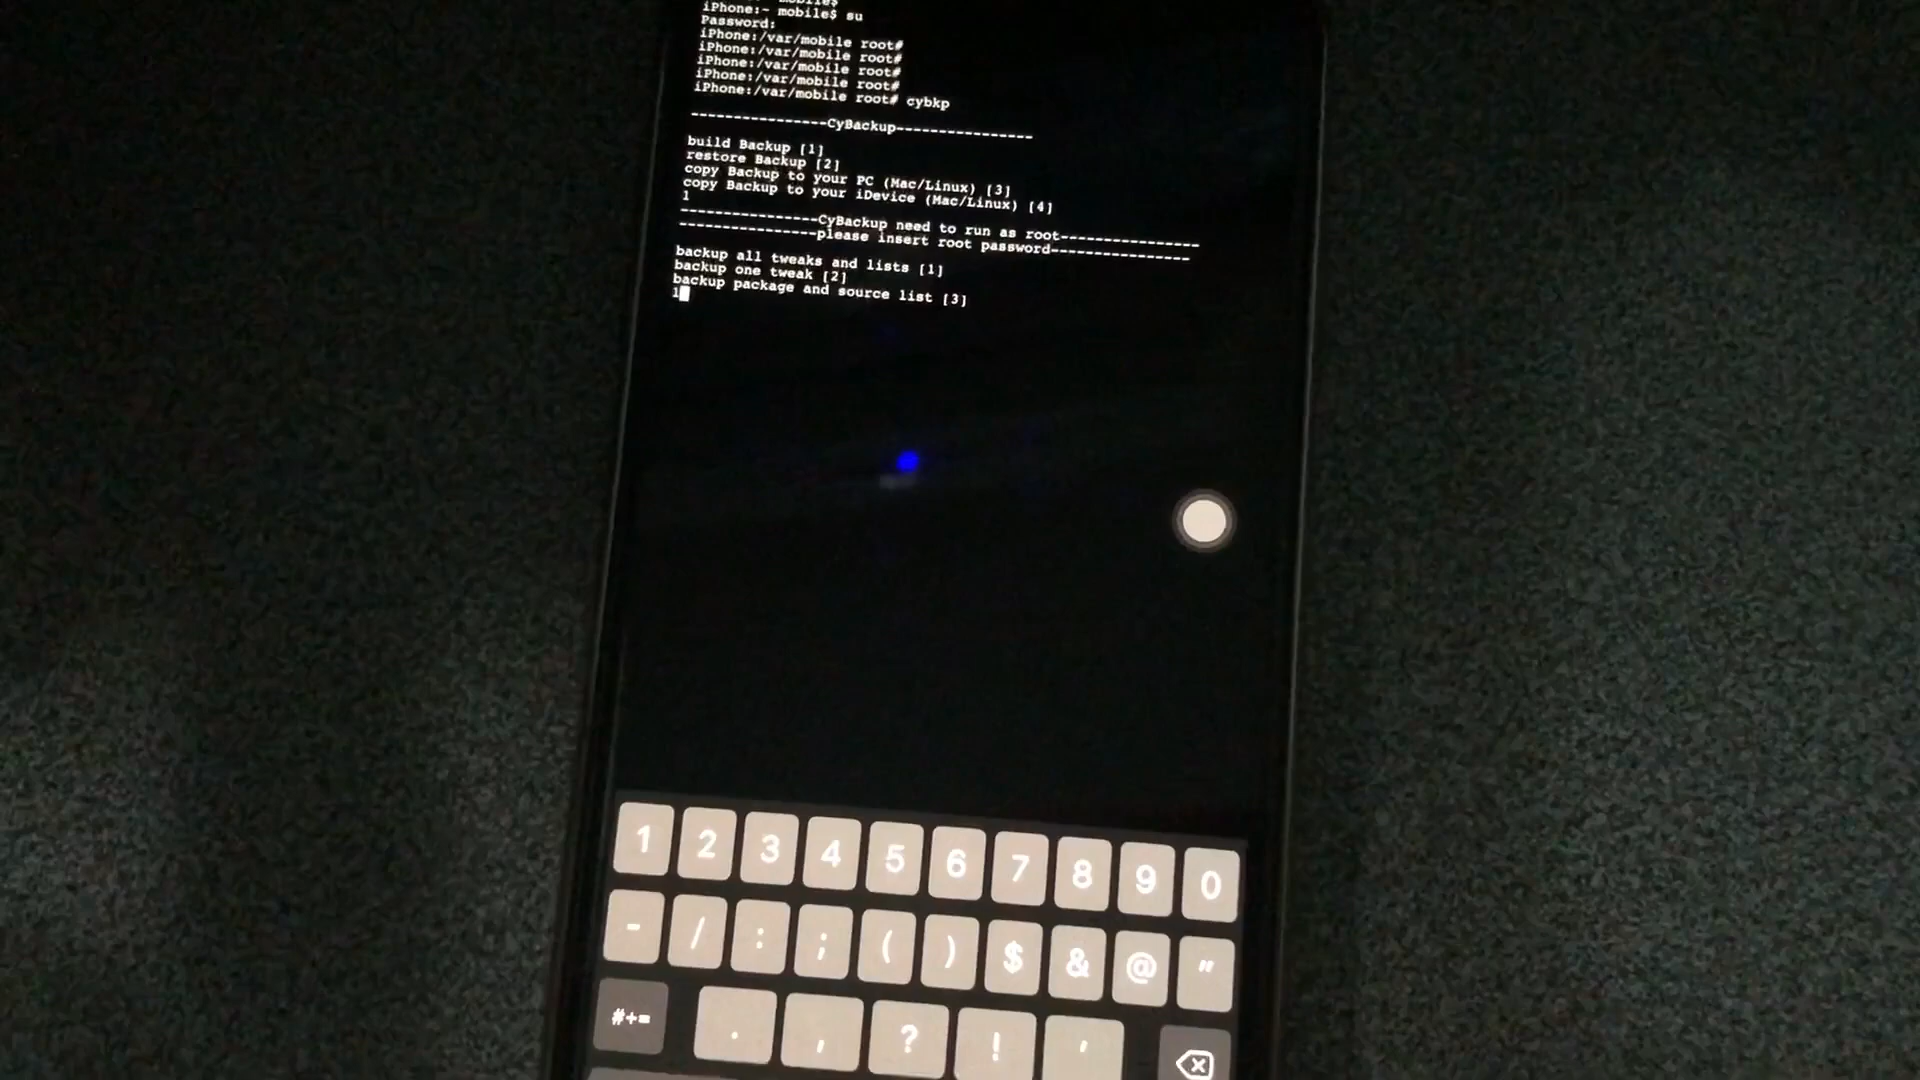 mobile$
iPhone:~ mobile$ su
Password:
iPhone:/var/mobile root#
iPhone:/var/mobile root#
iPhone:/var/mobile root#
iPhone:/var/mobile root#
iPhone:/var/mobile root# cybkp
----------------CyBackup----------------
build Backup [1]
restore Backup [2]
copy Backup to your PC (Mac/Linux) [3]
copy Backup to your iDevice (Mac/Linux) [4]
1
----------------CyBackup need to run as root----------------
----------------please insert root password----------------
backup all tweaks and lists [1]
backup one tweak [2]
backup package and source list [3]
1
1 2 3 4 5 6 7 8 9 0
- / : ; ( ) $ & @ "
#+= . , ? ! '